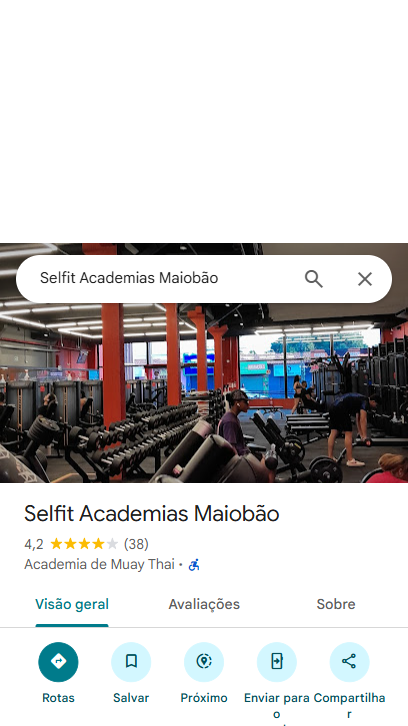 Selfit Academias Maiobão
Selfit Academias Maiobão
4,2 (38)
Academia de Muay Thai ·
Visão geral
Avaliações
Sobre
Rotas
Salvar
Próximo
Enviar para
o
Compartilha
r